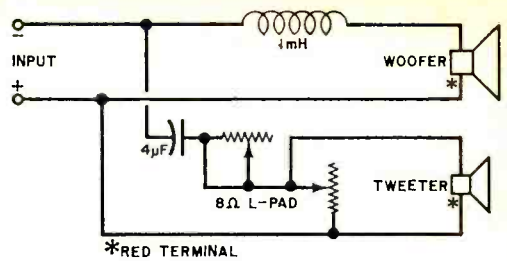 −
INPUT
+
1mH
WOOFER
*
4µF
8Ω L-PAD
TWEETER
*
*RED TERMINAL